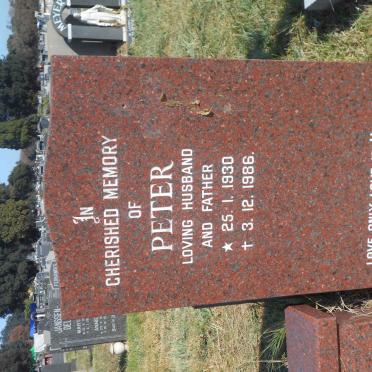 In
CHERISHED MEMORY
OF
PETER
LOVING HUSBAND
AND FATHER
★ 25. 1. 1930
† 3. 12. 1986.